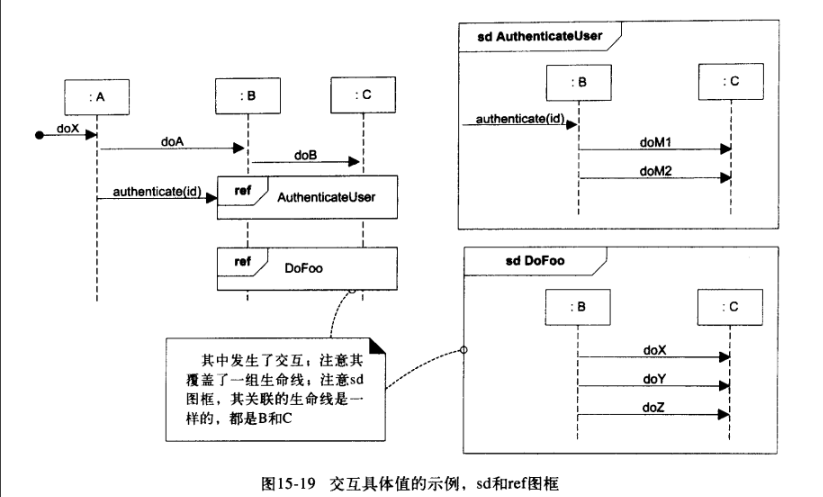 : A
: B
: C
doX
doA
doB
authenticate(id)
ref
AuthenticateUser
ref
DoFoo
sd AuthenticateUser
: B
: C
authenticate(id)
doM1
doM2
sd DoFoo
: B
: C
doX
doY
doZ
其中发生了交互；注意其
覆盖了一组生命线；注意sd
图框，其关联的生命线是一
样的，都是B和C
图15-19 交互具体值的示例，sd和ref图框